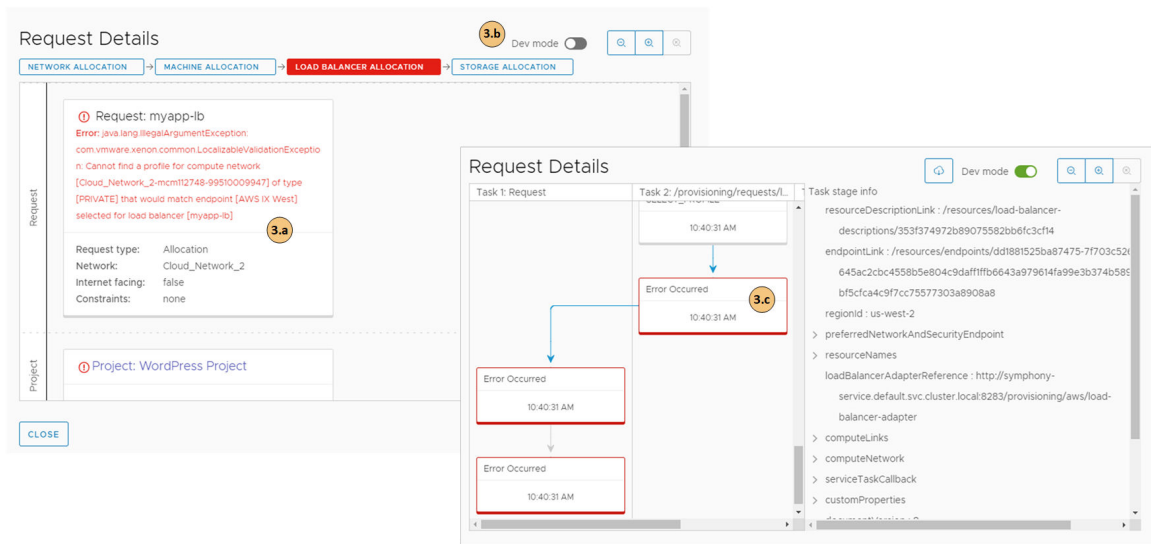 Request Details
3.b
Dev mode
NETWORK ALLOCATION
MACHINE ALLOCATION
LOAD BALANCER ALLOCATION
STORAGE ALLOCATION
Request
Request: myapp-lb
Error: java.lang.IllegalArgumentException:
com.vmware.xenon.common.LocalizableValidationExceptio
n: Cannot find a profile for compute network
[Cloud_Network_2-mcm112748-99510009947] of type
[PRIVATE] that would match endpoint [AWS IX West]
selected for load balancer [myapp-lb]
3.a
Request type: Allocation
Network: Cloud_Network_2
Internet facing: false
Constraints: none
Project
Project: WordPress Project
CLOSE
Request Details
Dev mode
Task 1: Request
Task 2: /provisioning/requests/l...
10:40:31 AM
Error Occurred
3.c
10:40:31 AM
Error Occurred
10:40:31 AM
Error Occurred
10:40:31 AM
Task stage info
resourceDescriptionLink : /resources/load-balancer-
descriptions/353f374972b89075582bb6fc3cf14
endpointLink : /resources/endpoints/dd1881525ba87475-7f703c526
645ac2cbc4558b5e804c9daff1ffb6643a979614fa99e3b374b589
bf5cfca4c9f7cc75577303a8908a8
regionId : us-west-2
preferredNetworkAndSecurityEndpoint
resourceNames
loadBalancerAdapterReference : http://symphony-
service.default.svc.cluster.local:8283/provisioning/aws/load-
balancer-adapter
computeLinks
computeNetwork
serviceTaskCallback
customProperties